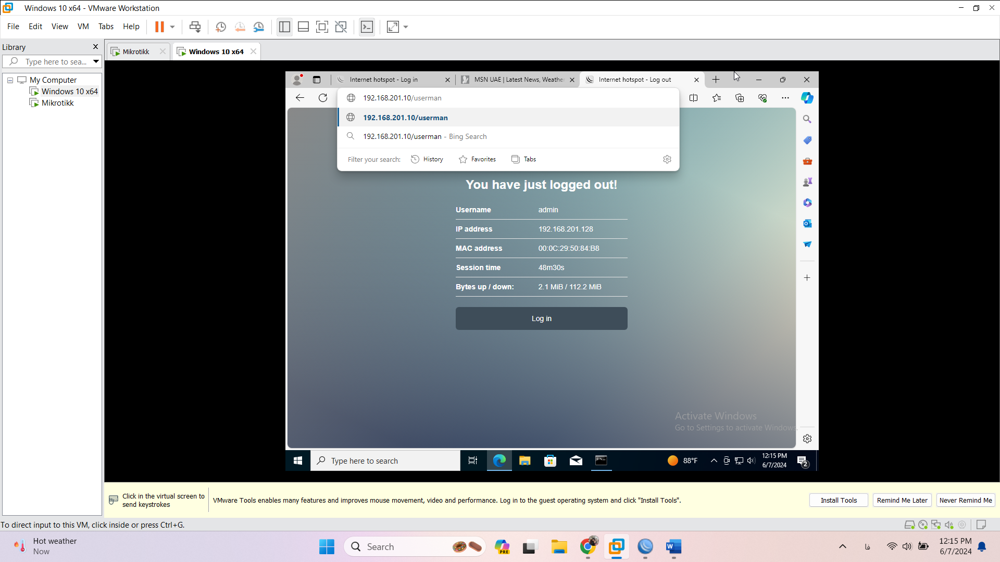 Windows 10 x64 - VMware Workstation
File Edit View VM Tabs Help
Library
Type here to sea...
My Computer
Windows 10 x64
Mikrotikk
Mikrotikk
Windows 10 x64
Internet hotspot - Log in
MSN UAE | Latest News, Weather
Internet hotspot - Log out
192.168.201.10/userman
192.168.201.10/userman
192.168.201.10/userman - Bing Search
Filter your search: History Favorites Tabs
You have just logged out!
Username admin
IP address 192.168.201.128
MAC address 00:0C:29:50:84:B8
Session time 48m30s
Bytes up / down: 2.1 MiB / 112.2 MiB
Log in
Activate Windows
Go to Settings to activate Windows.
Type here to search
88°F
12:15 PM
6/7/2024
2
Click in the virtual screen to
send keystrokes
VMware Tools enables many features and improves mouse movement, video and performance. Log in to the guest operating system and click "Install Tools".
Install Tools
Remind Me Later
Never Remind Me
To direct input to this VM, click inside or press Ctrl+G.
Hot weather
Now
Search
PRE
فا
12:15 PM
6/7/2024